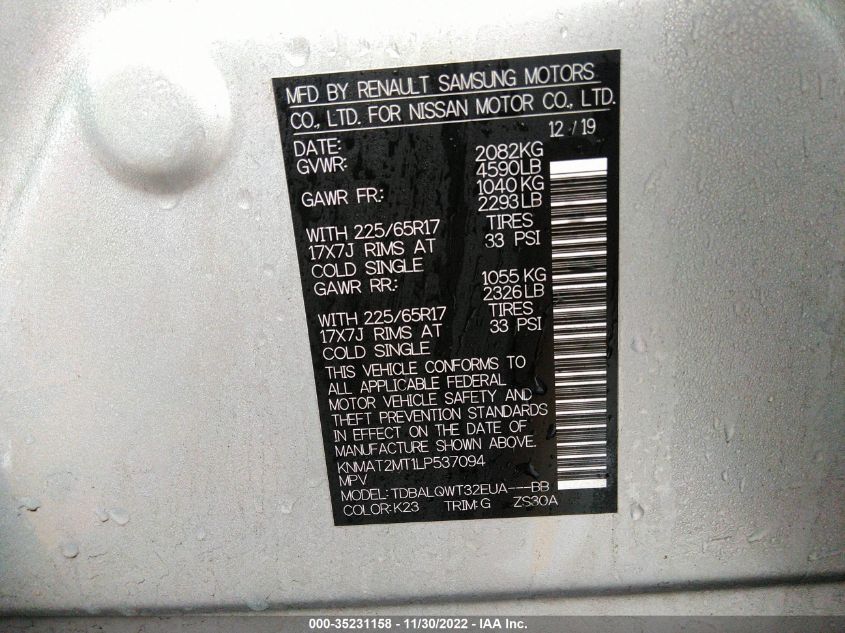 MFD BY RENAULT SAMSUNG MOTORS
CO., LTD. FOR NISSAN MOTOR CO., LTD.
DATE: 12 / 19
GVWR: 2082KG
4590LB
GAWR FR.: 1040 KG
2293 LB
WITH 225/65R17 TIRES
17X7J RIMS AT 33 PSI
COLD SINGLE
GAWR RR.: 1055 KG
2326 LB
WITH 225/65R17 TIRES
17X7J RIMS AT 33 PSI
COLD SINGLE
THIS VEHICLE CONFORMS TO
ALL APPLICABLE FEDERAL
MOTOR VEHICLE SAFETY AND
THEFT PREVENTION STANDARDS
IN EFFECT ON THE DATE OF
MANUFACTURE SHOWN ABOVE.
KNMAT2MT1LP537094
MPV
MODEL: TDBALQWT32EUA---BB
COLOR: K23 TRIM: G ZS30A
000-35231158 - 11/30/2022 - IAA Inc.